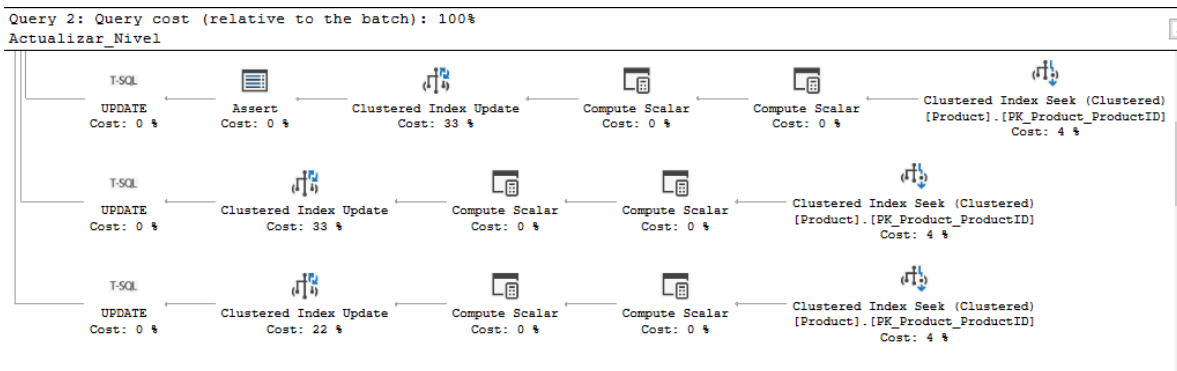 Query 2: Query cost (relative to the batch): 100%
Actualizar_Nivel
T-SQL
UPDATE
Cost: 0 %
Assert
Cost: 0 %
Clustered Index Update
Cost: 33 %
Compute Scalar
Cost: 0 %
Compute Scalar
Cost: 0 %
Clustered Index Seek (Clustered)
[Product].[PK_Product_ProductID]
Cost: 4 %
T-SQL
UPDATE
Cost: 0 %
Clustered Index Update
Cost: 33 %
Compute Scalar
Cost: 0 %
Compute Scalar
Cost: 0 %
Clustered Index Seek (Clustered)
[Product].[PK_Product_ProductID]
Cost: 4 %
T-SQL
UPDATE
Cost: 0 %
Clustered Index Update
Cost: 22 %
Compute Scalar
Cost: 0 %
Compute Scalar
Cost: 0 %
Clustered Index Seek (Clustered)
[Product].[PK_Product_ProductID]
Cost: 4 %